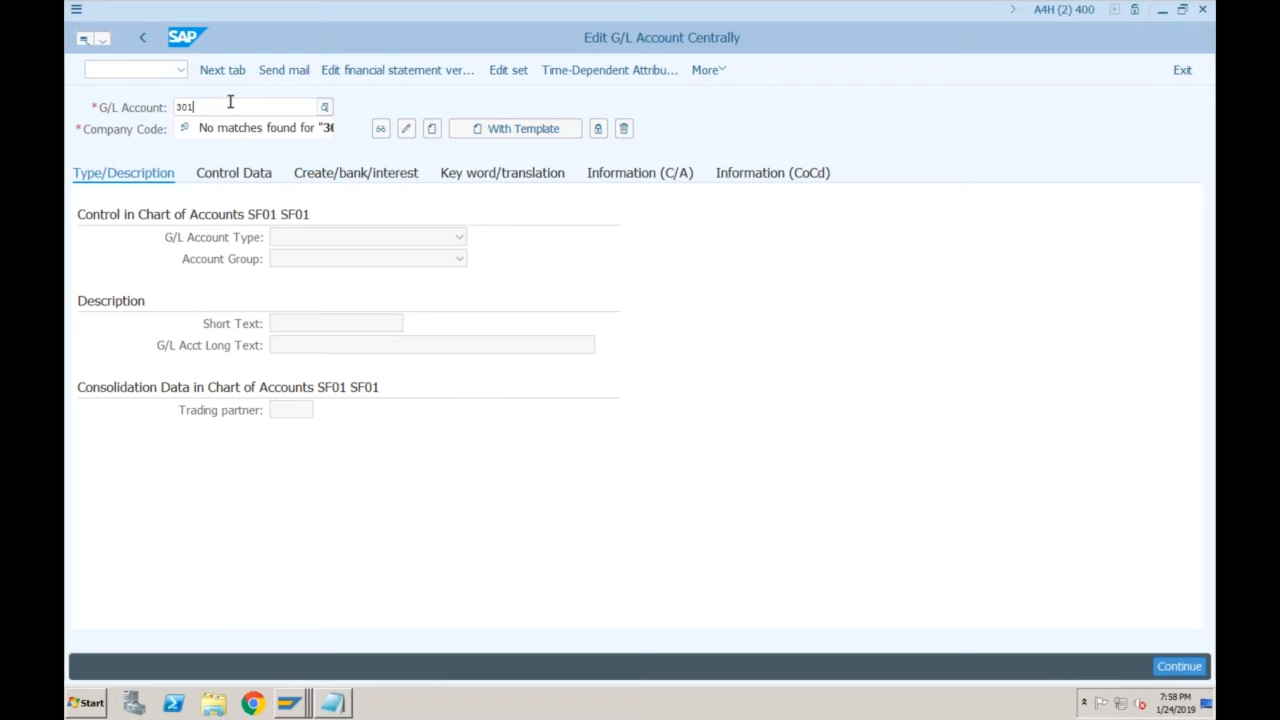 A4H (2) 400
SAP
Edit G/L Account Centrally
Next tab Send mail Edit financial statement ver... Edit set Time-Dependent Attribu... More Exit
*G/L Account: 301
*Company Code: No matches found for "30 With Template
Type/Description Control Data Create/bank/interest Key word/translation Information (C/A) Information (CoCd)
Control in Chart of Accounts SF01 SF01
G/L Account Type:
Account Group:
Description
Short Text:
G/L Acct Long Text:
Consolidation Data in Chart of Accounts SF01 SF01
Trading partner:
Continue
Start 7:58 PM
1/24/2019